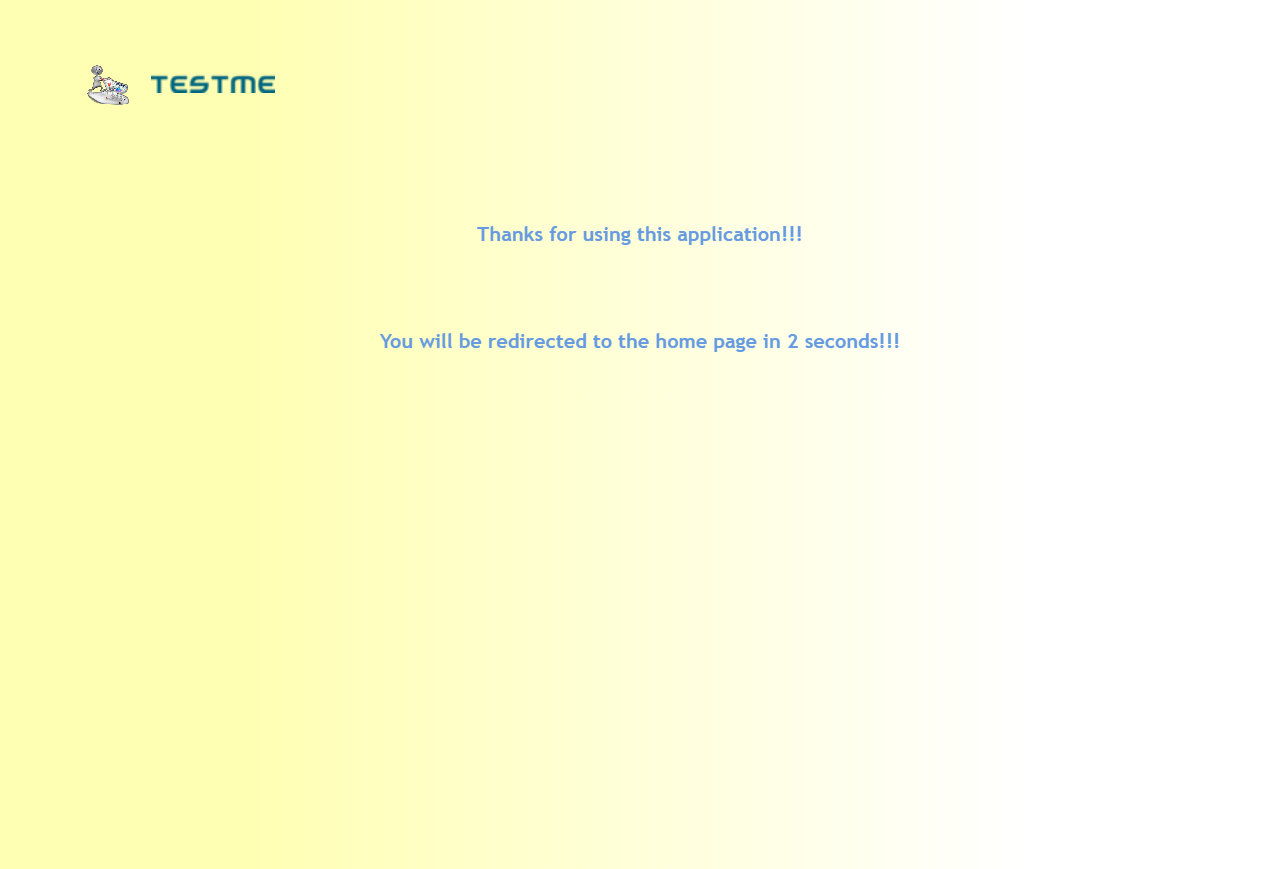 TESTME
Thanks for using this application!!!
You will be redirected to the home page in 2 seconds!!!